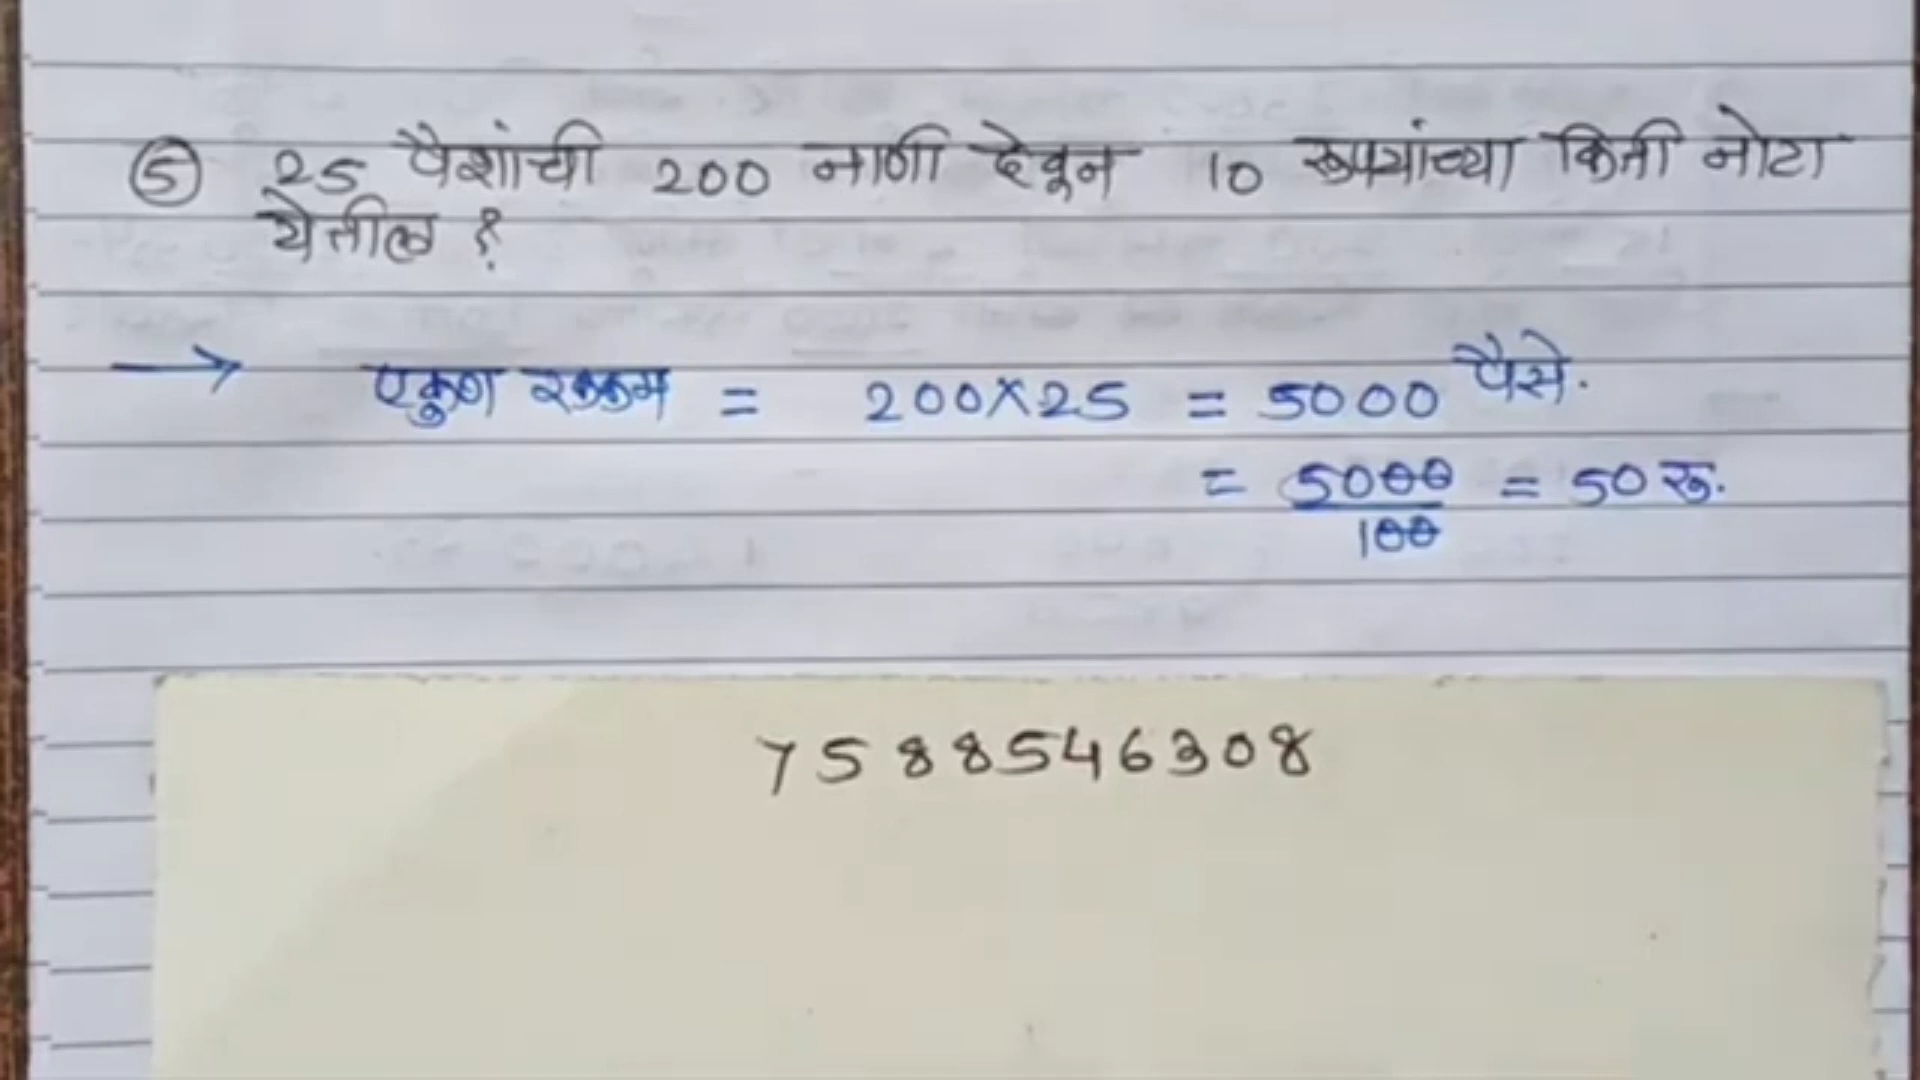 ⑤ 25 पैशांची 200 नाणी देवून 10 रूपयांच्या किती नोटा
येतील ?
→ एकुण रक्कम = 200×25 = 5000 पैसे.
= 5000/100 = 50 रु.
7588546308